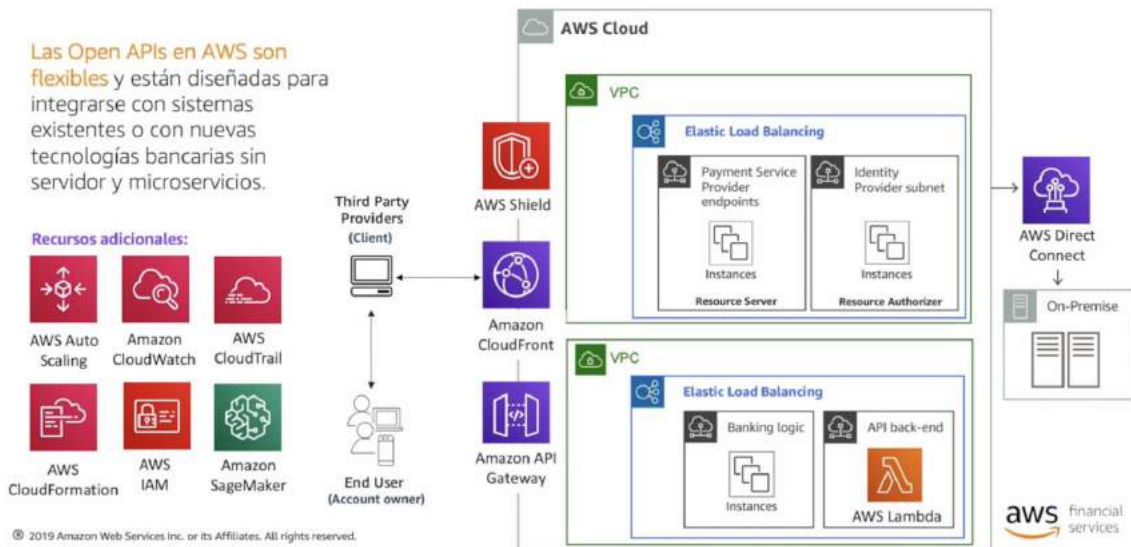 Las Open APIs en AWS son
flexibles y están diseñadas para
integrarse con sistemas
existentes o con nuevas
tecnologías bancarias sin
servidor y microservicios.
Recursos adicionales:
AWS Auto
Scaling
Amazon
CloudWatch
AWS
CloudTrail
AWS
CloudFormation
AWS
IAM
Amazon
SageMaker
Third Party
Providers
(Client)
End User
(Account owner)
AWS Shield
Amazon
CloudFront
Amazon API
Gateway
AWS Cloud
VPC
Elastic Load Balancing
Payment Service
Provider
endpoints
Instances
Resource Server
Identity
Provider subnet
Instances
Resource Authorizer
VPC
Elastic Load Balancing
Banking logic
Instances
API back-end
AWS Lambda
AWS Direct
Connect
On-Premise
aws financial
services
® 2019 Amazon Web Services Inc. or its Affiliates. All rights reserved.